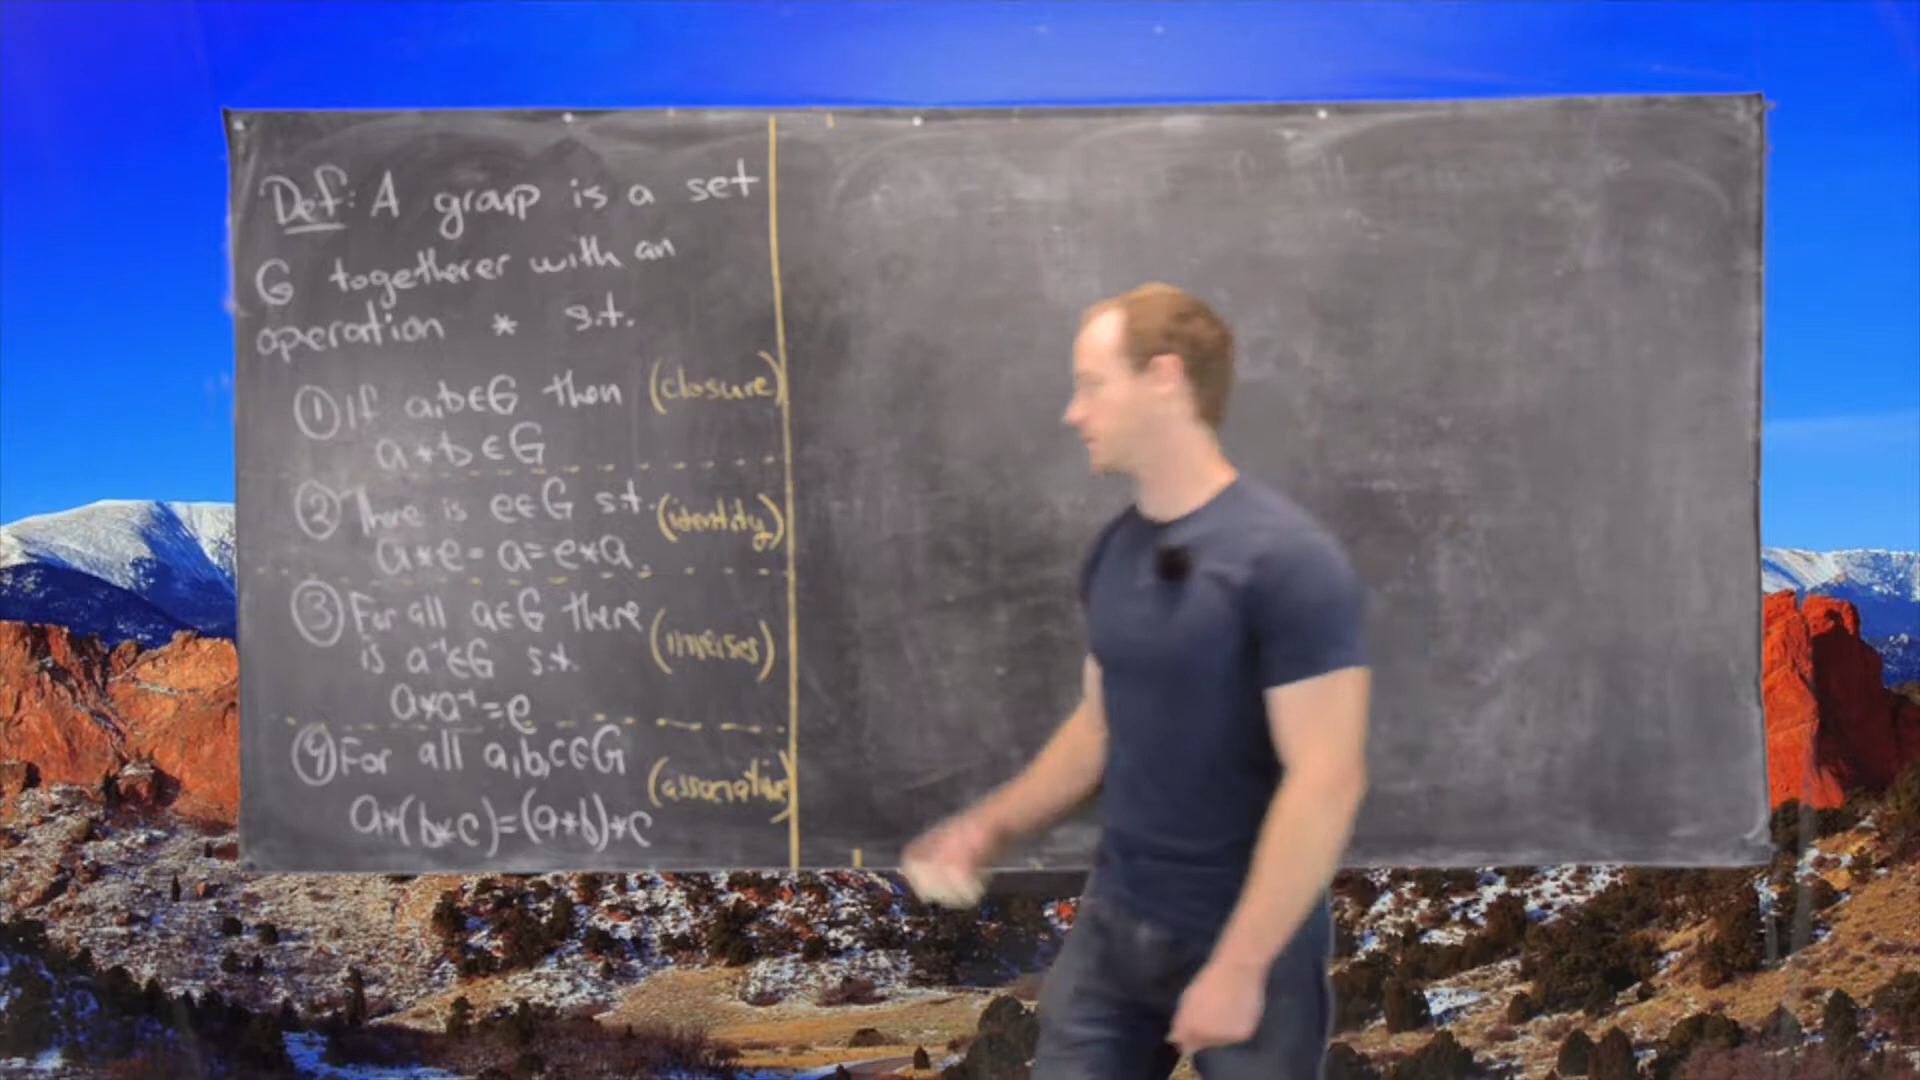 Def: A group is a set
G togetherer with an
operation * s.t.
① If a,b∈G then (closure)
a*b∈G
② There is e∈G s.t. (identity)
a*e=a=e*a.
③ For all a∈G there (inverses)
is a⁻¹∈G s.t.
a*a⁻¹=e
④ For all a,b,c∈G (associative)
a*(b*c)=(a*b)*c